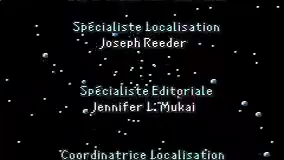 Spécialiste Localisation
Joseph Reeder
Spécialiste Editoriale
Jennifer L. Mukai
Coordinatrice Localisation